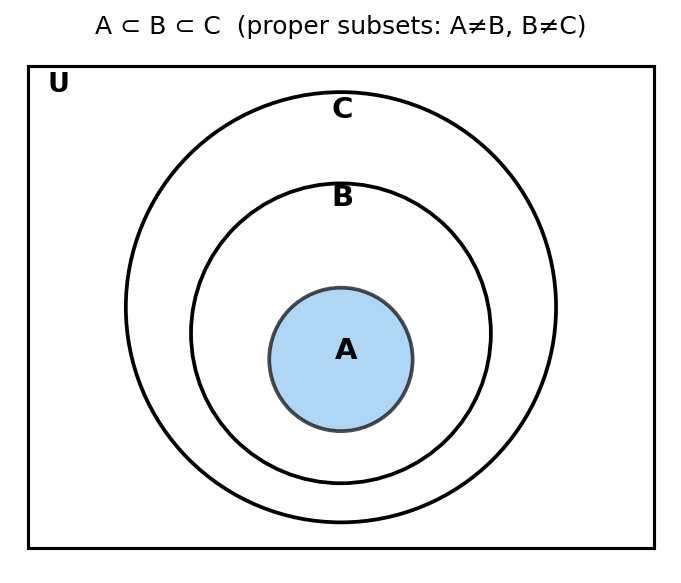 A ⊂ B ⊂ C  (proper subsets: A≠B, B≠C)
U
C
B
A